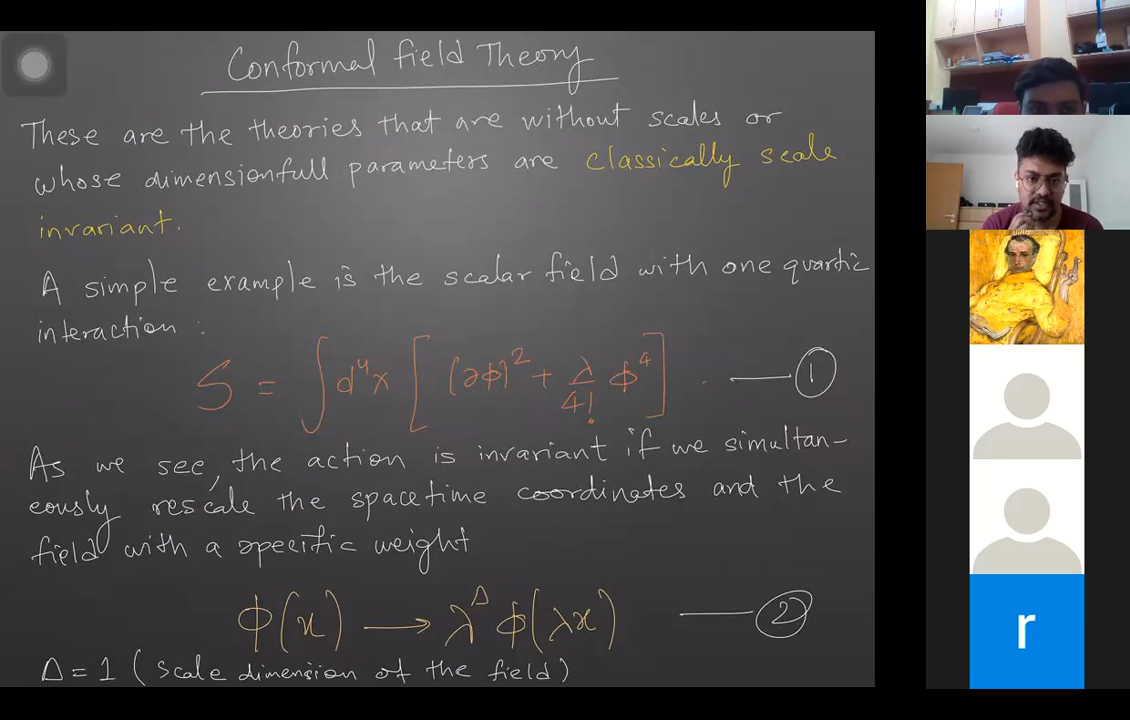 Conformal field Theory
These are the theories that are without scales or
whose dimensionfull parameters are classically scale
invariant.
A simple example is the scalar field with one quartic
interaction :
S = ∫d⁴x [ (∂φ)² + λ/4! φ⁴ ] . —— ①
As we see, the action is invariant if we simultan-
eously rescale the spacetime coordinates and the
field with a specific weight
φ(x) → λ^Δ φ(λx) —— ②
Δ = 1 ( scale dimension of the field )
r